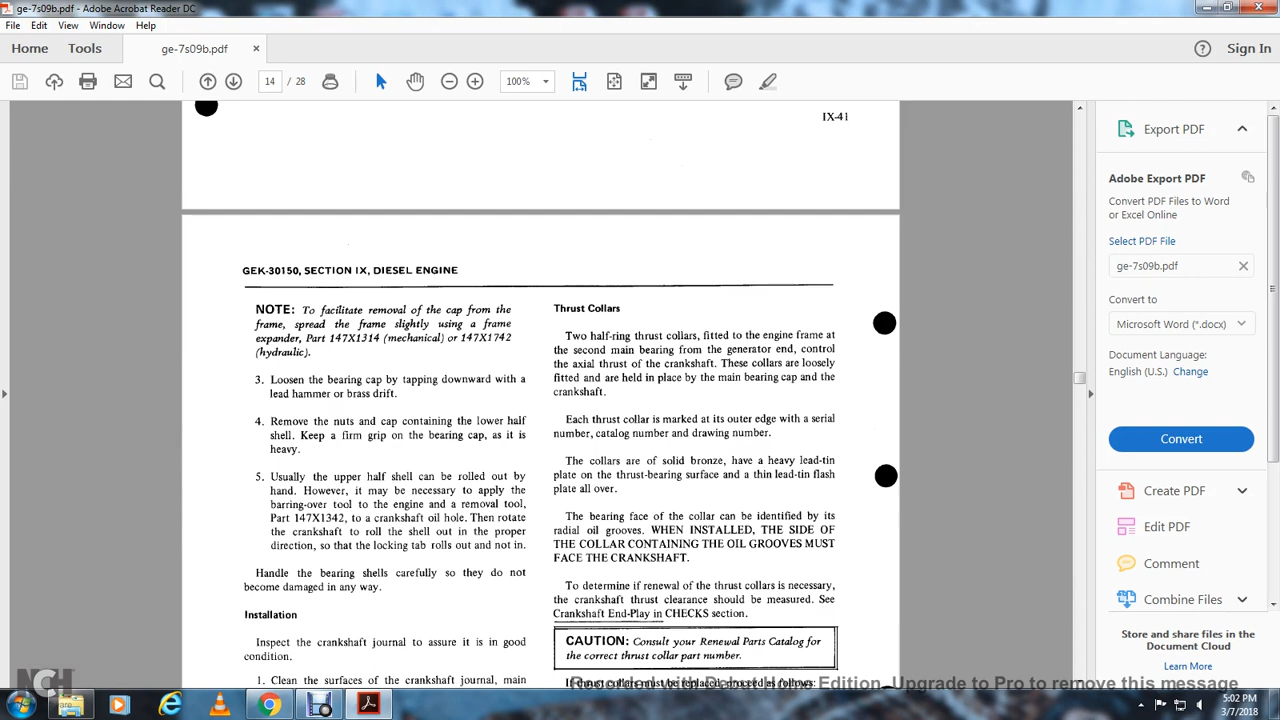 ge-7s09b.pdf - Adobe Acrobat Reader DC
File Edit View Window Help
Home Tools ge-7s09b.pdf × Sign In
14 / 28 100%
IX-41
GEK-30150, SECTION IX, DIESEL ENGINE
NOTE: To facilitate removal of the cap from the
frame, spread the frame slightly using a frame
expander, Part 147X1314 (mechanical) or 147X1742
(hydraulic).
3. Loosen the bearing cap by tapping downward with a
lead hammer or brass drift.
4. Remove the nuts and cap containing the lower half
shell. Keep a firm grip on the bearing cap, as it is
heavy.
5. Usually the upper half shell can be rolled out by
hand. However, it may be necessary to apply the
barring-over tool to the engine and a removal tool,
Part 147X1342, to a crankshaft oil hole. Then rotate
the crankshaft to roll the shell out in the proper
direction, so that the locking tab rolls out and not in.
Handle the bearing shells carefully so they do not
become damaged in any way.
Installation
Inspect the crankshaft journal to assure it is in good
condition.
1. Clean the surfaces of the crankshaft journal, main
Thrust Collars
Two half-ring thrust collars, fitted to the engine frame at
the second main bearing from the generator end, control
the axial thrust of the crankshaft. These collars are loosely
fitted and are held in place by the main bearing cap and the
crankshaft.
Each thrust collar is marked at its outer edge with a serial
number, catalog number and drawing number.
The collars are of solid bronze, have a heavy lead-tin
plate on the thrust-bearing surface and a thin lead-tin flash
plate all over.
The bearing face of the collar can be identified by its
radial oil grooves. WHEN INSTALLED, THE SIDE OF
THE COLLAR CONTAINING THE OIL GROOVES MUST
FACE THE CRANKSHAFT.
To determine if renewal of the thrust collars is necessary,
the crankshaft thrust clearance should be measured. See
Crankshaft End-Play in CHECKS section.
CAUTION: Consult your Renewal Parts Catalog for
the correct thrust collar part number.
If thrust collars must be replaced, proceed as follows:
Export PDF
Adobe Export PDF
Convert PDF Files to Word
or Excel Online
Select PDF File
ge-7s09b.pdf
Convert to
Microsoft Word (*.docx)
Document Language:
English (U.S.) Change
Convert
Create PDF
Edit PDF
Comment
Combine Files
Store and share files in the
Document Cloud
Learn More
NCH
Edition. Upgrade to Pro to remove this message
5:02 PM
3/7/2018